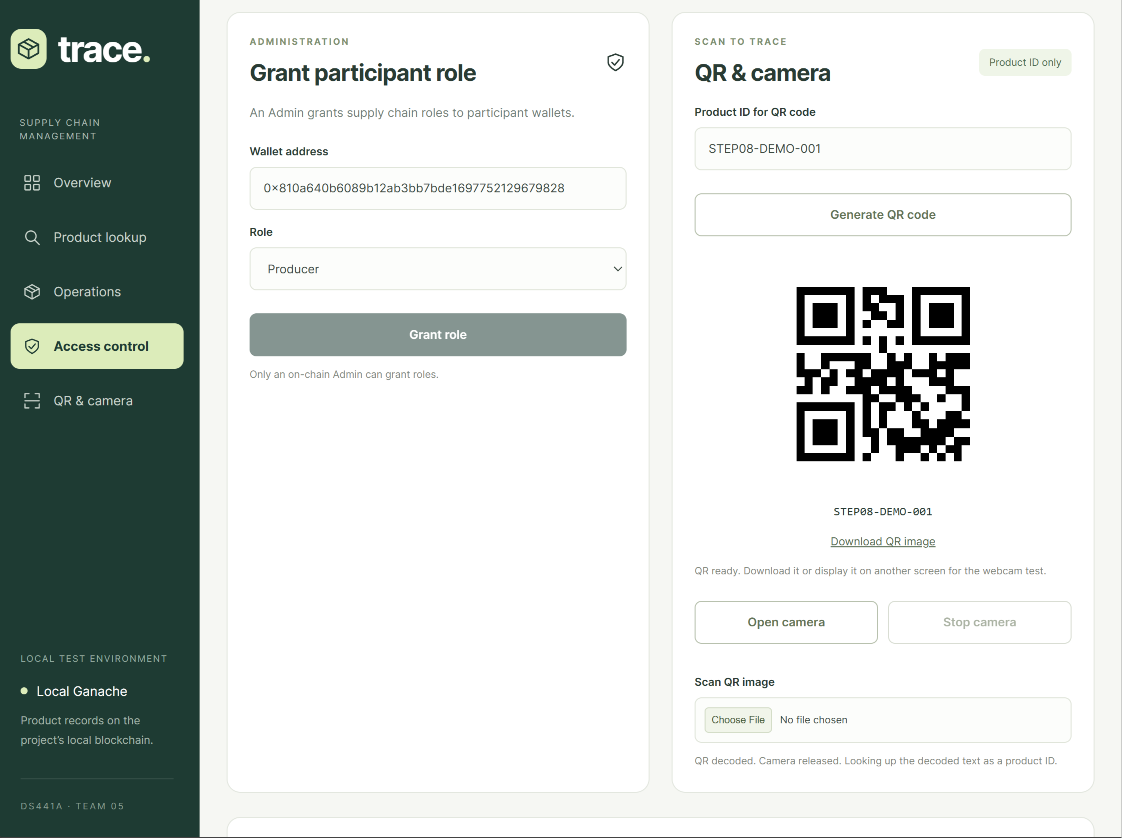 trace.
SUPPLY CHAIN
MANAGEMENT
Overview
Product lookup
Operations
Access control
QR & camera
LOCAL TEST ENVIRONMENT
Local Ganache
Product records on the
project's local blockchain.
DS441A · TEAM 05
ADMINISTRATION
Grant participant role
An Admin grants supply chain roles to participant wallets.
Wallet address
0×810a640b6089b12ab3bb7bde1697752129679828
Role
Producer
Grant role
Only an on-chain Admin can grant roles.
SCAN TO TRACE
QR & camera
Product ID only
Product ID for QR code
STEP08-DEMO-001
Generate QR code
STEP08-DEMO-001
Download QR image
QR ready. Download it or display it on another screen for the webcam test.
Open camera
Stop camera
Scan QR image
Choose File No file chosen
QR decoded. Camera released. Looking up the decoded text as a product ID.